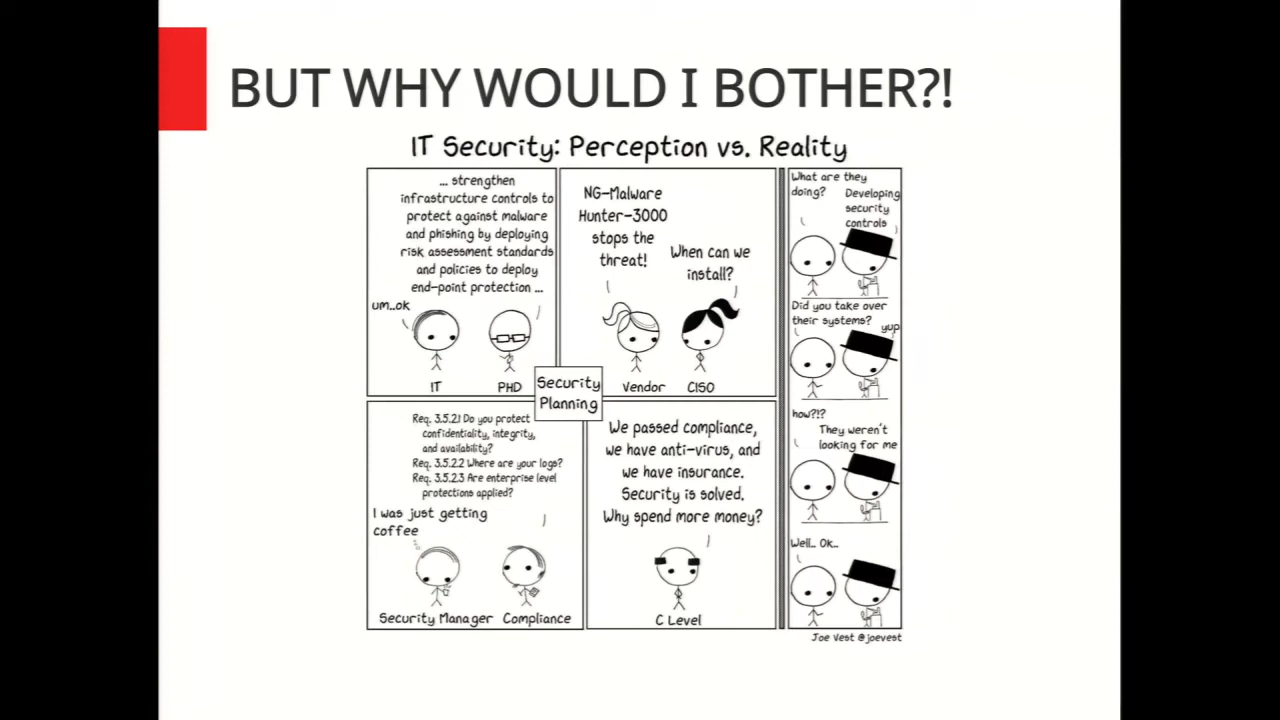 BUT WHY WOULD I BOTHER?!
IT Security: Perception vs. Reality
... strengthen
infrastructure controls to
protect against malware
and phishing by deploying
risk assessment standards
and policies to deploy
end-point protection ...
um..ok
IT
PHD
NG-Malware
Hunter-3000
stops the
threat!
When can we
install?
Vendor
CISO
Security
Planning
Req. 3.5.2.1 Do you protect
confidentiality, integrity,
and availability?
Req. 3.5.2.2 Where are your logs?
Req. 3.5.2.3 Are enterprise level
protections applied?
I was just getting
coffee
Security Manager
Compliance
We passed compliance,
we have anti-virus, and
we have insurance.
Security is solved.
Why spend more money?
C Level
What are they
doing?
Developing
security
controls
Did you take over
their systems?
yup
how?!?
They weren't
looking for me
Well.. Ok..
Joe Vest @joevest